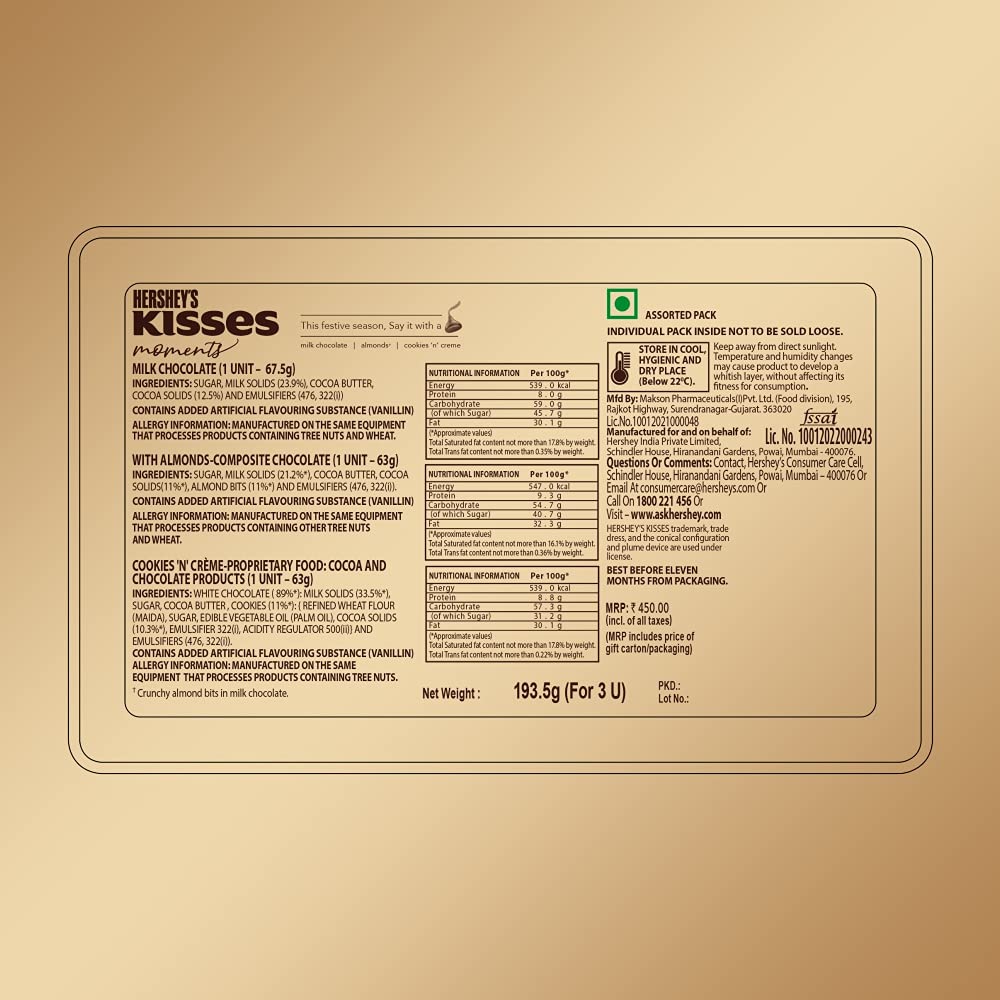 HERSHEY'S
KISSES
moments
This festive season, Say it with a
milk chocolate | almonds† | cookies 'n' creme
MILK CHOCOLATE (1 UNIT – 67.5g)
INGREDIENTS: SUGAR, MILK SOLIDS (23.9%), COCOA BUTTER,
COCOA SOLIDS (12.5%) AND EMULSIFIERS (476, 322(i))
CONTAINS ADDED ARTIFICIAL FLAVOURING SUBSTANCE (VANILLIN)
ALLERGY INFORMATION: MANUFACTURED ON THE SAME EQUIPMENT
THAT PROCESSES PRODUCTS CONTAINING TREE NUTS AND WHEAT.
WITH ALMONDS-COMPOSITE CHOCOLATE (1 UNIT – 63g)
INGREDIENTS: SUGAR, MILK SOLIDS (21.2%*), COCOA BUTTER, COCOA
SOLIDS(11%*), ALMOND BITS (11%*) AND EMULSIFIERS (476, 322(i)).
CONTAINS ADDED ARTIFICIAL FLAVOURING SUBSTANCE (VANILLIN)
ALLERGY INFORMATION: MANUFACTURED ON THE SAME EQUIPMENT
THAT PROCESSES PRODUCTS CONTAINING OTHER TREE NUTS
AND WHEAT.
COOKIES 'N' CRÈME-PROPRIETARY FOOD: COCOA AND
CHOCOLATE PRODUCTS (1 UNIT – 63g)
INGREDIENTS: WHITE CHOCOLATE ( 89%*): MILK SOLIDS (33.5%*),
SUGAR, COCOA BUTTER , COOKIES (11%*): { REFINED WHEAT FLOUR
(MAIDA), SUGAR, EDIBLE VEGETABLE OIL (PALM OIL), COCOA SOLIDS
(10.3%*), EMULSIFIER 322(i), ACIDITY REGULATOR 500(ii)} AND
EMULSIFIERS (476, 322(i)).
CONTAINS ADDED ARTIFICIAL FLAVOURING SUBSTANCE (VANILLIN)
ALLERGY INFORMATION: MANUFACTURED ON THE SAME
EQUIPMENT THAT PROCESSES PRODUCTS CONTAINING TREE NUTS.
† Crunchy almond bits in milk chocolate.
NUTRITIONAL INFORMATION Per 100g*
Energy 539.0 kcal
Protein 8.0 g
Carbohydrate 59.0 g
(of which Sugar) 45.7 g
Fat 30.1 g
(*Approximate values)
Total Saturated fat content not more than 17.8% by weight.
Total Trans fat content not more than 0.35% by weight.
NUTRITIONAL INFORMATION Per 100g*
Energy 547.0 kcal
Protein 9.3 g
Carbohydrate 54.7 g
(of which Sugar) 40.7 g
Fat 32.3 g
(*Approximate values)
Total Saturated fat content not more than 16.1% by weight.
Total Trans fat content not more than 0.36% by weight.
NUTRITIONAL INFORMATION Per 100g*
Energy 539.0 kcal
Protein 8.8 g
Carbohydrate 57.3 g
(of which Sugar) 31.2 g
Fat 30.1 g
(*Approximate values)
Total Saturated fat content not more than 17.8% by weight.
Total Trans fat content not more than 0.22% by weight.
Net Weight : 193.5g (For 3 U)
ASSORTED PACK
INDIVIDUAL PACK INSIDE NOT TO BE SOLD LOOSE.
STORE IN COOL,
HYGIENIC AND
DRY PLACE
(Below 22⁰C).
Keep away from direct sunlight.
Temperature and humidity changes
may cause product to develop a
whitish layer, without affecting its
fitness for consumption.
Mfd By: Makson Pharmaceuticals(I)Pvt. Ltd. (Food division), 195,
Rajkot Highway, Surendranagar-Gujarat. 363020
Lic.No.10012021000048
fssai
Lic. No. 10012022000243
Manufactured for and on behalf of:
Hershey India Private Limited,
Schindler House, Hiranandani Gardens, Powai, Mumbai - 400076.
Questions Or Comments: Contact, Hershey's Consumer Care Cell,
Schindler House, Hiranandani Gardens, Powai, Mumbai – 400076 Or
Email At consumercare@hersheys.com Or
Call On 1800 221 456 Or
Visit – www.askhershey.com
HERSHEY'S KISSES trademark, trade
dress, and the conical configuration
and plume device are used under
license.
BEST BEFORE ELEVEN
MONTHS FROM PACKAGING.
MRP: ₹ 450.00
(incl. of all taxes)
(MRP includes price of
gift carton/packaging)
PKD.:
Lot No.: